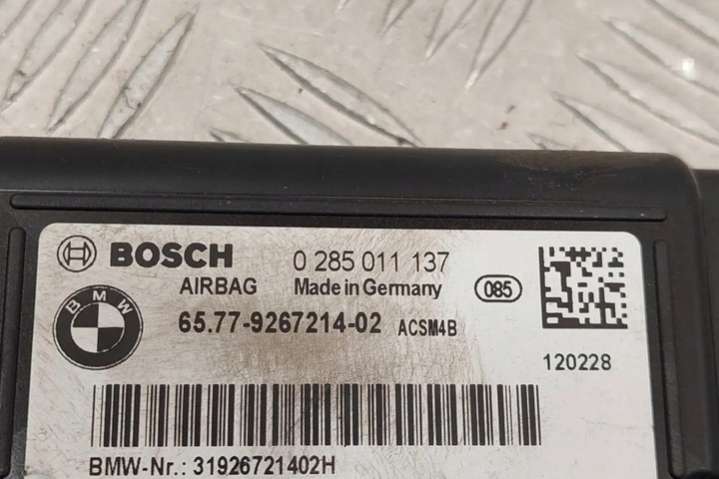 BOSCH 0 285 011 137
AIRBAG Made in Germany 085
BMW
65.77-9267214-02 ACSM4B
120228
BMW-Nr.: 31926721402H